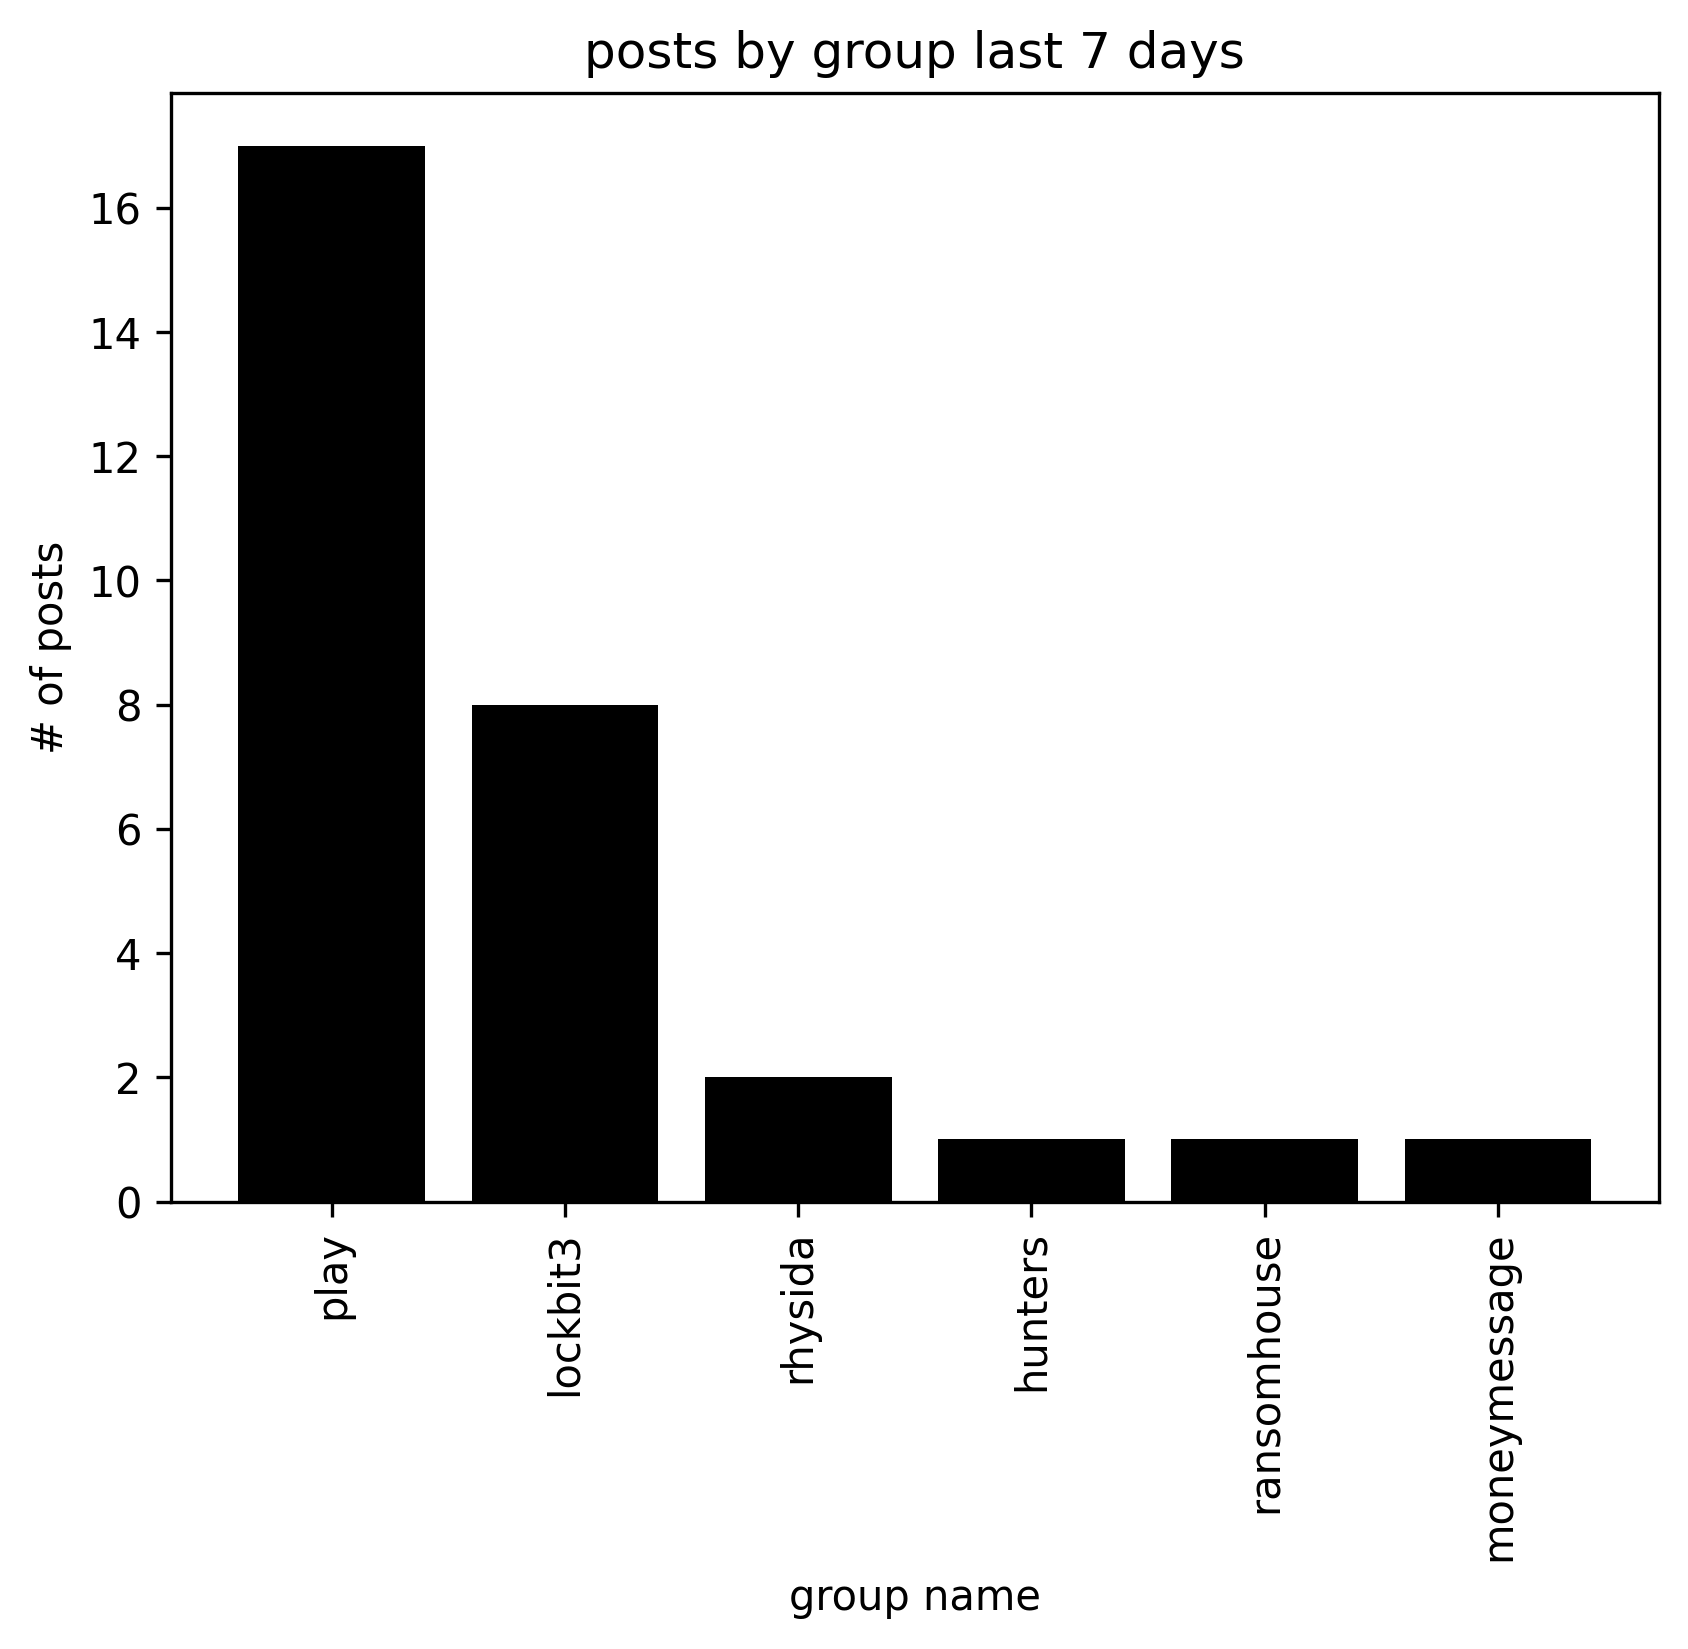 posts by group last 7 days
# of posts
16
14
12
10
8
6
4
2
0
play
lockbit3
rhysida
hunters
ransomhouse
moneymessage
group name